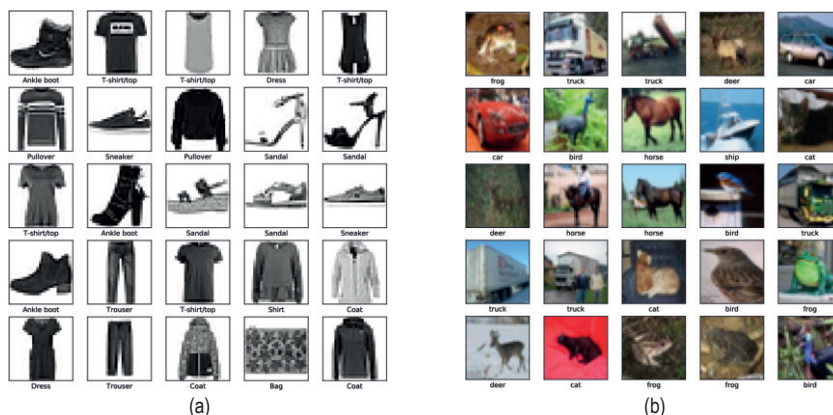 Ankle boot T-shirt/top T-shirt/top Dress T-shirt/top
Pullover Sneaker Pullover Sandal Sandal
T-shirt/top Ankle boot Sandal Sandal Sneaker
Ankle boot Trouser T-shirt/top Shirt Coat
Dress Trouser Coat Bag Coat
(a)
frog truck truck deer car
car bird horse ship cat
deer horse horse bird truck
truck truck cat bird frog
deer cat frog frog bird
(b)